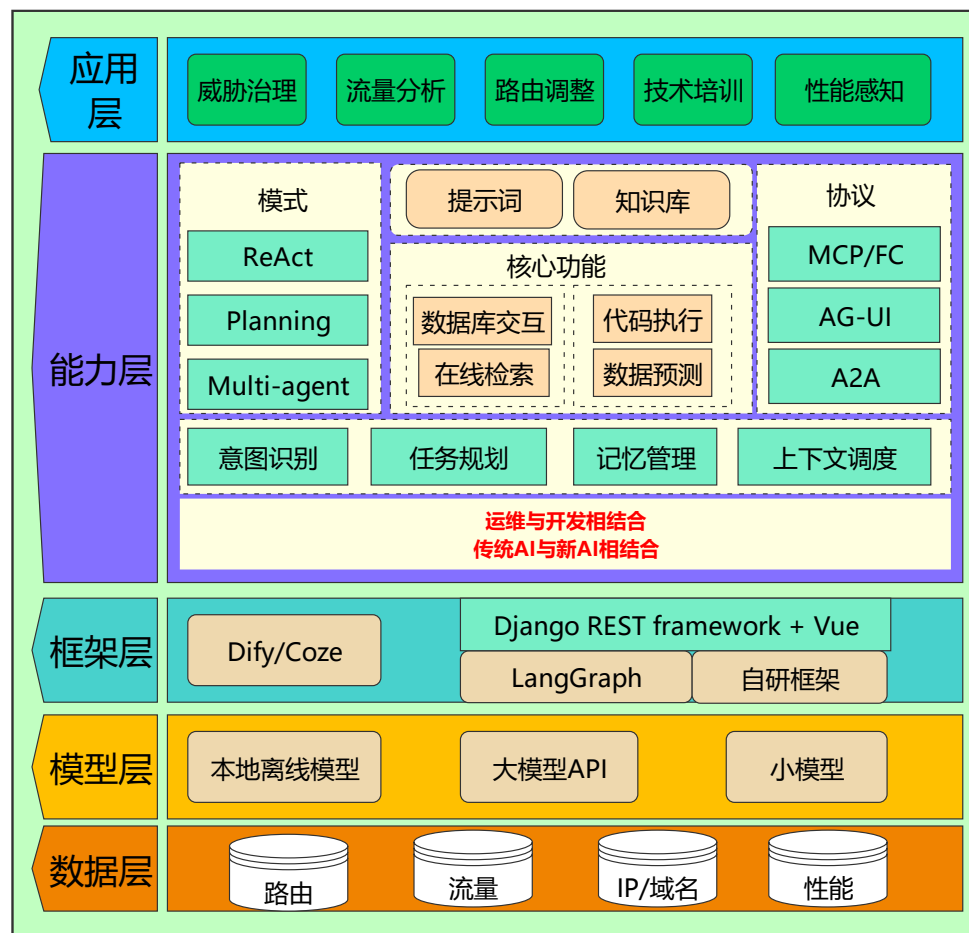 应用
层
威胁治理
流量分析
路由调整
技术培训
性能感知
能力层
模式
ReAct
Planning
Multi-agent
提示词
知识库
核心功能
数据库交互
代码执行
在线检索
数据预测
协议
MCP/FC
AG-UI
A2A
意图识别
任务规划
记忆管理
上下文调度
运维与开发相结合
传统AI与新AI相结合
框架层
Dify/Coze
Django REST framework + Vue
LangGraph
自研框架
模型层
本地离线模型
大模型API
小模型
数据层
路由
流量
IP/域名
性能